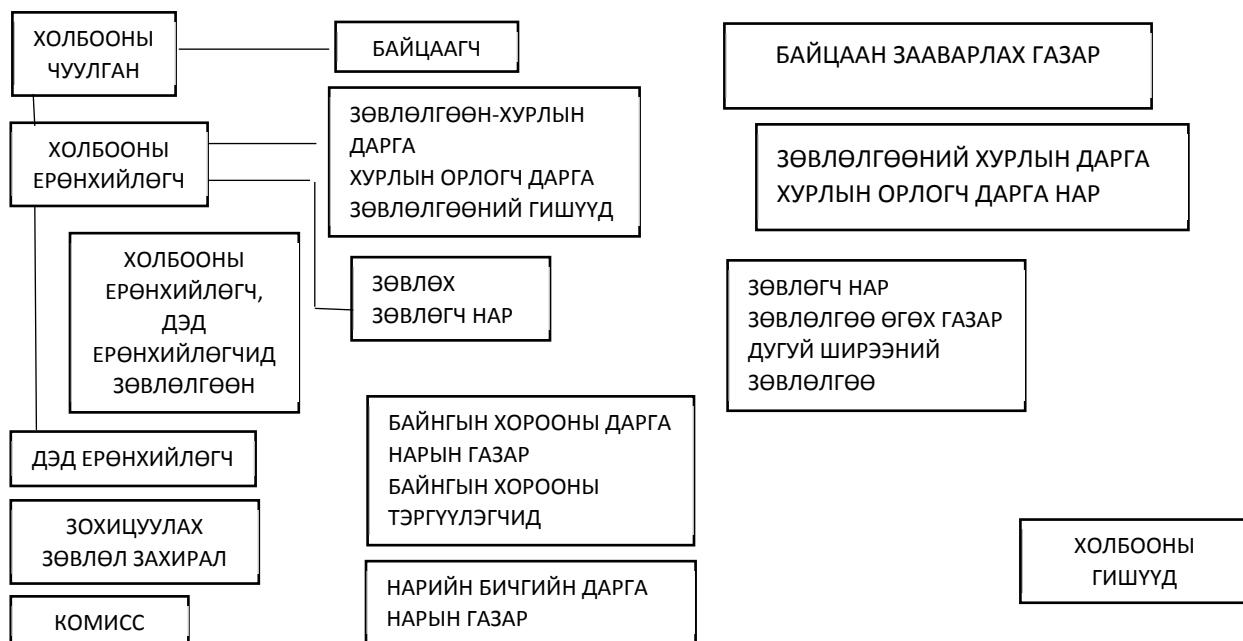 ХОЛБООНЫ
ЧУУЛГАН
БАЙЦААГЧ
БАЙЦААН ЗААВАРЛАХ ГАЗАР
ХОЛБООНЫ
ЕРӨНХИЙЛӨГЧ
ЗӨВЛӨЛГӨӨН-ХУРЛЫН
ДАРГА
ХУРЛЫН ОРЛОГЧ ДАРГА
ЗӨВЛӨЛГӨӨНИЙ ГИШҮҮД
ЗӨВЛӨЛГӨӨНИЙ ХУРЛЫН ДАРГА
ХУРЛЫН ОРЛОГЧ ДАРГА НАР
ХОЛБООНЫ
ЕРӨНХИЙЛӨГЧ,
ДЭД
ЕРӨНХИЙЛӨГЧИД
ЗӨВЛӨЛГӨӨН
ЗӨВЛӨХ
ЗӨВЛӨГЧ НАР
ЗӨВЛӨГЧ НАР
ЗӨВЛӨЛГӨӨ ӨГӨХ ГАЗАР
ДУГУЙ ШИРЭЭНИЙ
ЗӨВЛӨЛГӨӨ
ДЭД ЕРӨНХИЙЛӨГЧ
БАЙНГЫН ХОРООНЫ ДАРГА
НАРЫН ГАЗАР
БАЙНГЫН ХОРООНЫ
ТЭРГҮҮЛЭГЧИД
ЗОХИЦУУЛАХ
ЗӨВЛӨЛ ЗАХИРАЛ
ХОЛБООНЫ
ГИШҮҮД
КОМИСС
НАРИЙН БИЧГИЙН ДАРГА
НАРЫН ГАЗАР